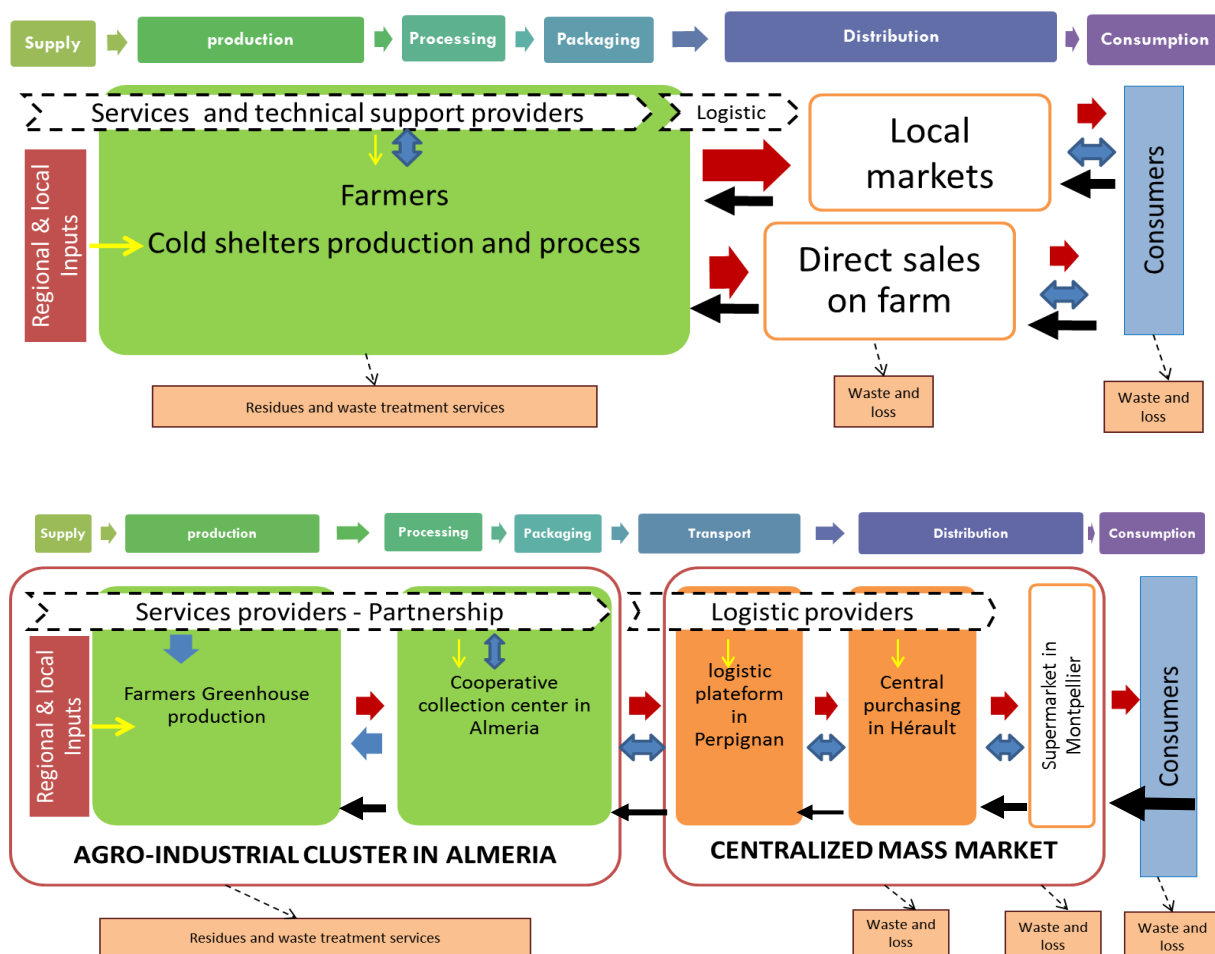 Supply
production
Processing
Packaging
Distribution
Consumption
Services and technical support providers
Logistic
Regional & local
Inputs
Farmers
Cold shelters production and process
Local
markets
Direct sales
on farm
Consumers
Residues and waste treatment services
Waste and
loss
Waste and
loss
Supply
production
Processing
Packaging
Transport
Distribution
Consumption
Services providers - Partnership
Logistic providers
Regional & local
Inputs
Farmers Greenhouse
production
Cooperative
collection center in
Almeria
logistic
plateform
in
Perpignan
Central
purchasing
in Hérault
Supermarket in
Montpellier
Consumers
AGRO-INDUSTRIAL CLUSTER IN ALMERIA
CENTRALIZED MASS MARKET
Residues and waste treatment services
Waste and
loss
Waste and
loss
Waste and
loss